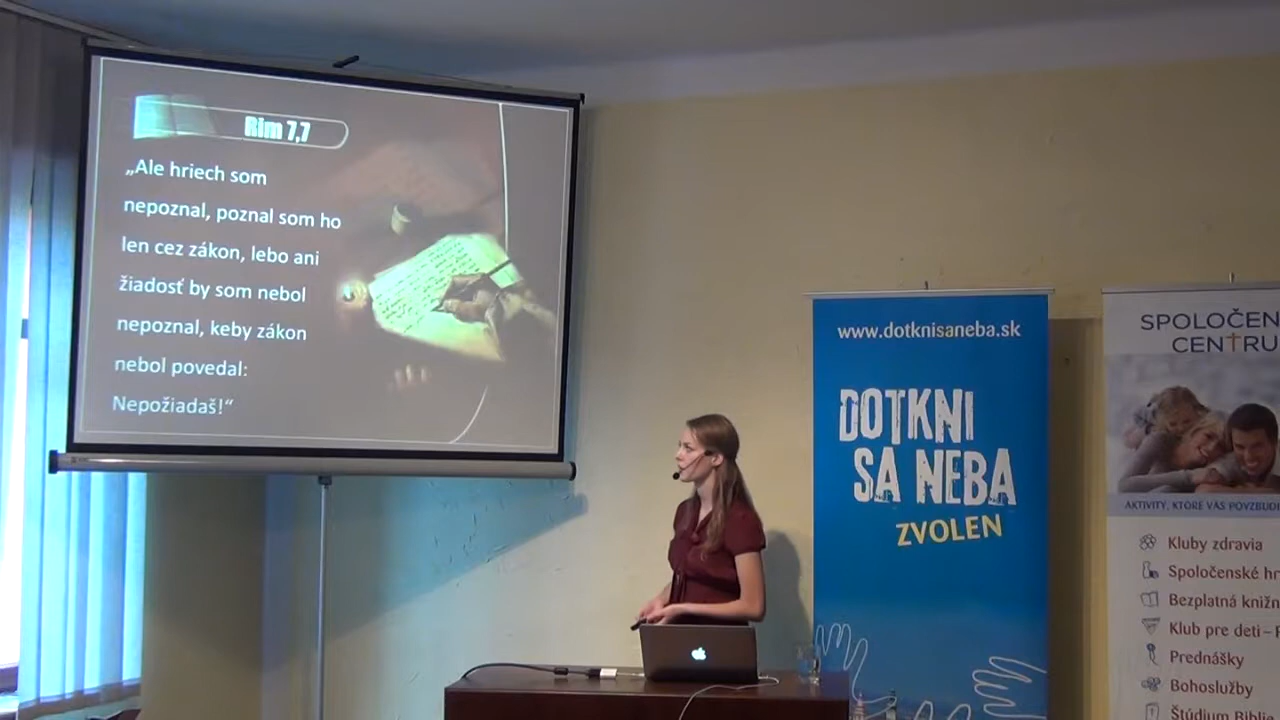 Rim 7,7
„Ale hriech som
nepoznal, poznal som ho
len cez zákon, lebo ani
žiadosť by som nebol
nepoznal, keby zákon
nebol povedal:
Nepožiadaš!“
www.dotknisaneba.sk
DOTKNI
SA NEBA
ZVOLEN
SPOLOČEN
CENTRU
AKTIVITY, KTORÉ VÁS POVZBUD
Kluby zdravia
Spoločenské hr
Bezplatná knižn
Klub pre deti – P
Prednášky
Bohoslužby
Štúdium Biblie